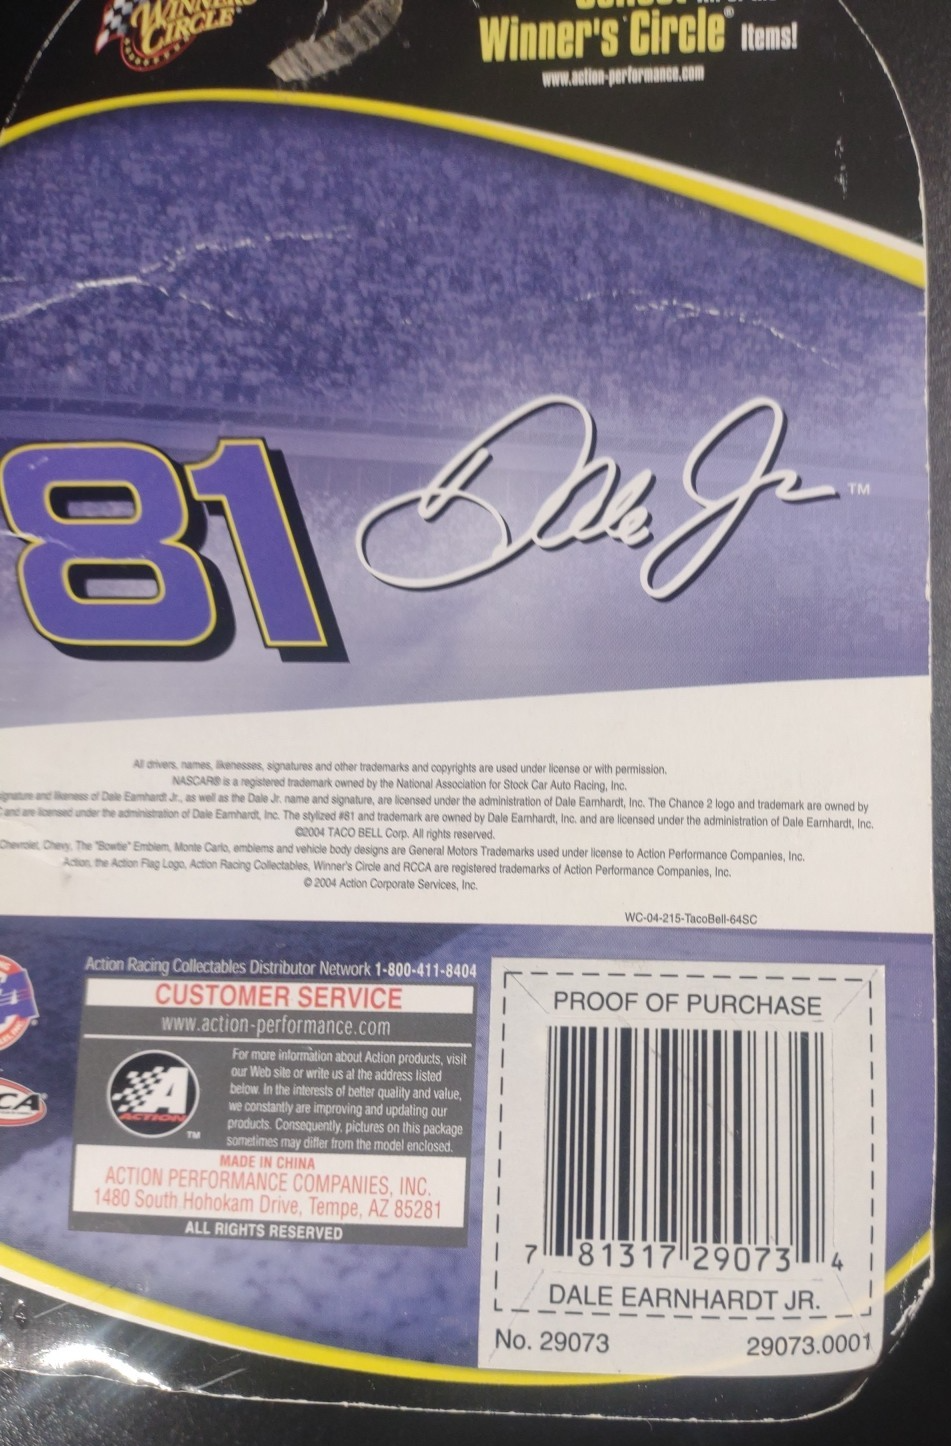 WINNER'S
CIRCLE
Winner's Circle® Items!
www.action-performance.com
81 Dale Jr ™
All drivers, names, likenesses, signatures and other trademarks and copyrights are used under license or with permission.
NASCAR® is a registered trademark owned by the National Association for Stock Car Auto Racing, Inc.
signature and likeness of Dale Earnhardt Jr., as well as the Dale Jr. name and signature, are licensed under the administration of Dale Earnhardt, Inc. The Chance 2 logo and trademark are owned by
and are licensed under the administration of Dale Earnhardt, Inc. The stylized #81 and trademark are owned by Dale Earnhardt, Inc. and are licensed under the administration of Dale Earnhardt, Inc.
©2004 TACO BELL Corp. All rights reserved.
Chevrolet, Chevy, The "Bowtie" Emblem, Monte Carlo, emblems and vehicle body designs are General Motors Trademarks used under license to Action Performance Companies, Inc.
Action, the Action Flag Logo, Action Racing Collectables, Winner's Circle and RCCA are registered trademarks of Action Performance Companies, Inc.
© 2004 Action Corporate Services, Inc.
WC-04-215-TacoBell-64SC
Action Racing Collectables Distributor Network 1-800-411-8404
CUSTOMER SERVICE
www.action-performance.com
For more information about Action products, visit
our Web site or write us at the address listed
below. In the interests of better quality and value,
we constantly are improving and updating our
products. Consequently, pictures on this package
sometimes may differ from the model enclosed.
A
ACTION
™
MADE IN CHINA
ACTION PERFORMANCE COMPANIES, INC.
1480 South Hohokam Drive, Tempe, AZ 85281
ALL RIGHTS RESERVED
PROOF OF PURCHASE
7 81317 29073 4
DALE EARNHARDT JR.
No. 29073 29073.0001